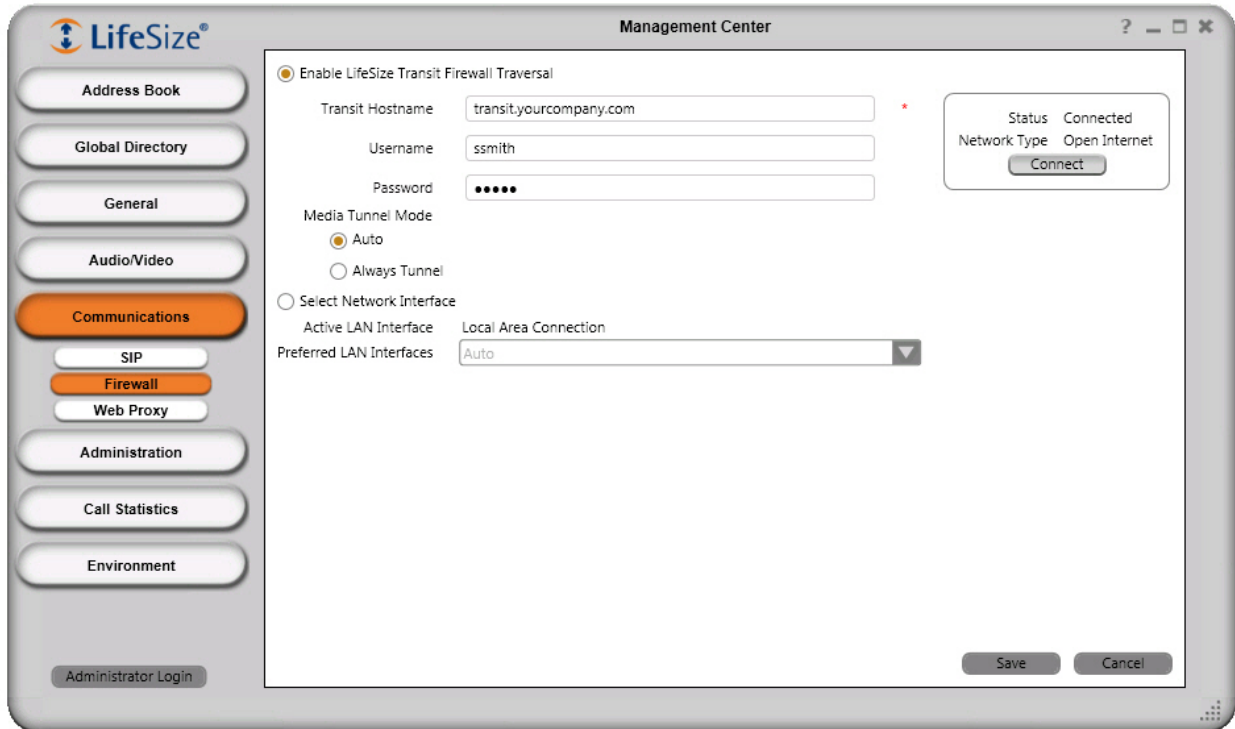 LifeSize®
Management Center
? 
Address Book
Global Directory
General
Audio/Video
Communications
SIP
Firewall
Web Proxy
Administration
Call Statistics
Environment
Administrator Login
Enable LifeSize Transit Firewall Traversal
Transit Hostname transit.yourcompany.com *
Username ssmith
Password •••••
Media Tunnel Mode
Auto
Always Tunnel
Select Network Interface
Active LAN Interface Local Area Connection
Preferred LAN Interfaces Auto
Status Connected
Network Type Open Internet
Connect
Save Cancel